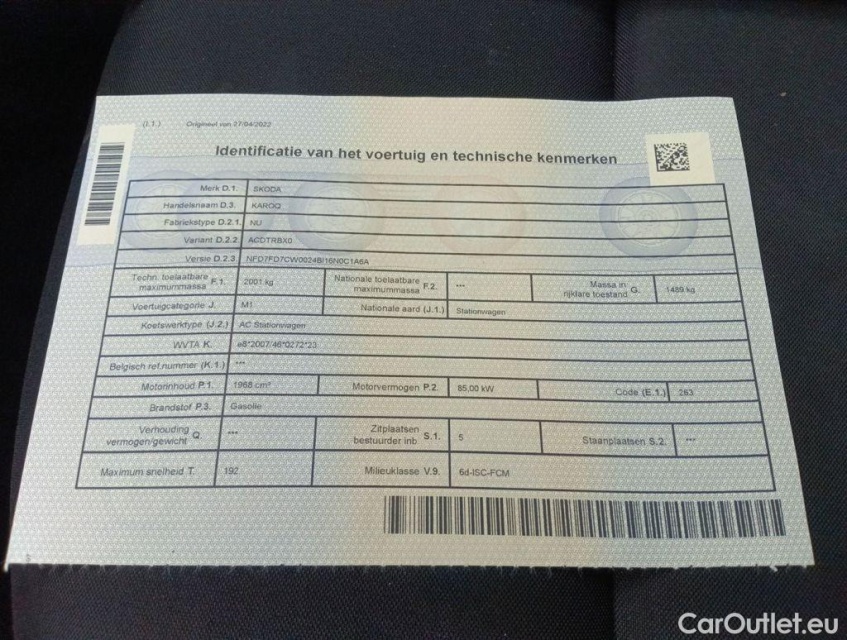 (I.1.) Origineel van 27/04/2022
Identificatie van het voertuig en technische kenmerken
Merk D.1. SKODA
Handelsnaam D.3. KAROQ
Fabriekstype D.2.1. NU
Variant D.2.2. ACDTRBX0
Versie D.2.3. NFD7FD7CW0024BI16N0C1A6A
Techn. toelaatbare maximummassa F.1. 2001 kg Nationale toelaatbare maximummassa F.2. *** Massa in rijklare toestand G. 1489 kg
Voertuigcategorie J. M1 Nationale aard (J.1.) Stationwagen
Koetswerktype (J.2.) AC Stationwagen
WVTA K. e8*2007/46*0272*23
Belgisch ref.nummer (K.1.) ***
Motorinhoud P.1. 1968 cm³ Motorvermogen P.2. 85,00 kW Code (E.1.) 263
Brandstof P.3. Gasolie
Verhouding vermogen/gewicht Q. *** Zitplaatsen bestuurder inb. S.1. 5 Staanplaatsen S.2. ***
Maximum snelheid T. 192 Milieuklasse V.9. 6d-ISC-FCM
CarOutlet.eu